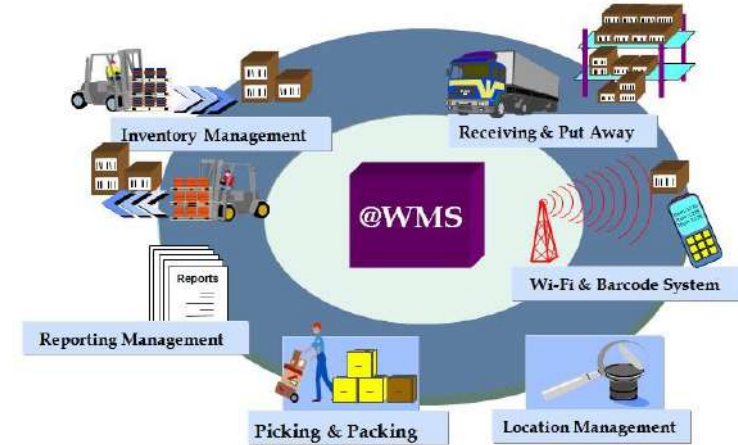 Inventory Management
Receiving & Put Away
@WMS
Wi-Fi & Barcode System
Reports
Reporting Management
Picking & Packing
Location Management